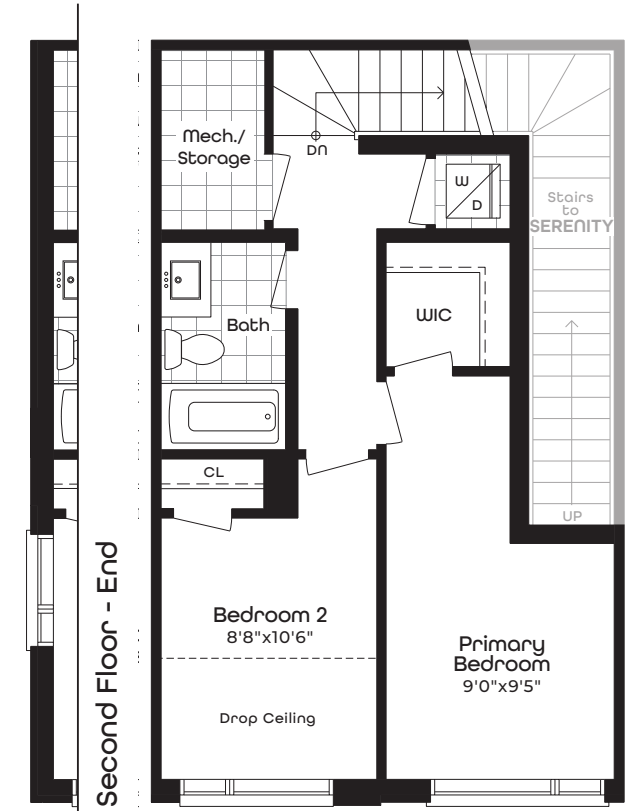 Mech./
Storage
DN
W
D
Stairs
to
SERENITY
Bath
WIC
CL
UP
Second Floor - End
Bedroom 2
8'8"x10'6"
Primary
Bedroom
9'0"x9'5"
Drop Ceiling